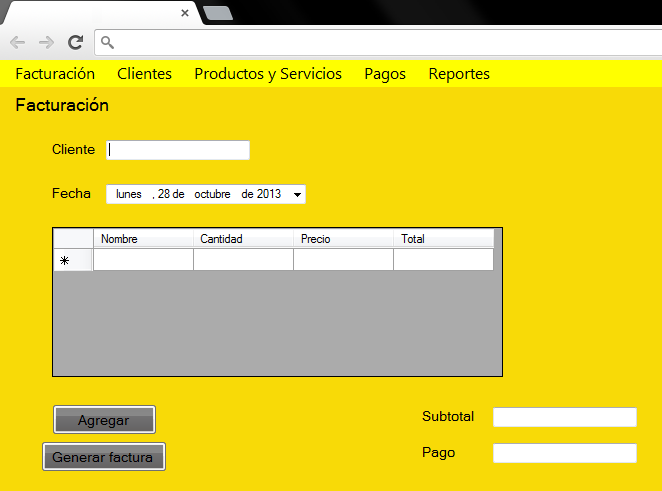 Facturación Clientes Productos y Servicios Pagos Reportes
Facturación
Cliente
Fecha lunes , 28 de octubre de 2013
Nombre Cantidad Precio Total
Agregar
Subtotal
Generar factura
Pago